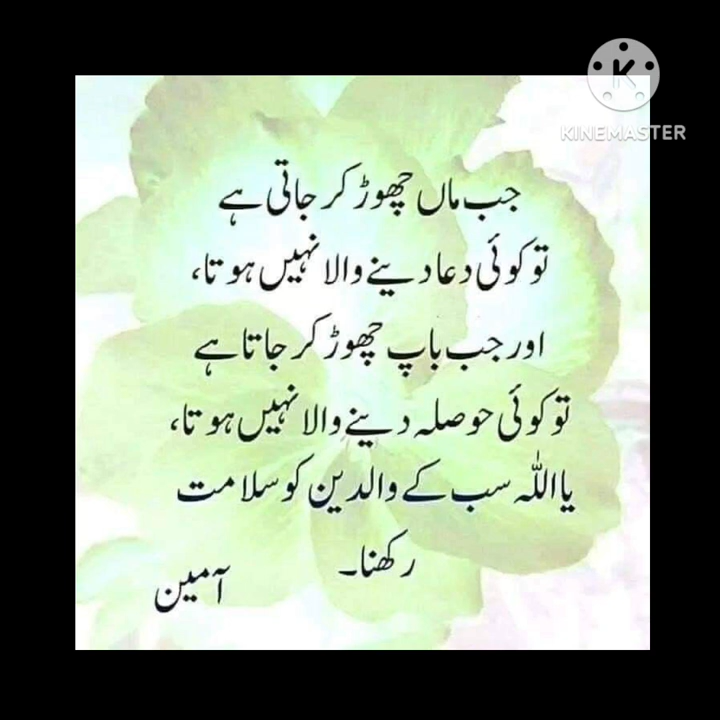 K
KINEMASTER
جب ماں چھوڑ کر جاتی ہے
تو کوئی دعا دینے والا نہیں ہوتا،
اور جب باپ چھوڑ کر جاتا ہے
تو کوئی حوصلہ دینے والا نہیں ہوتا،
یا اللہ سب کے والدین کو سلامت
رکھنا۔
آمین